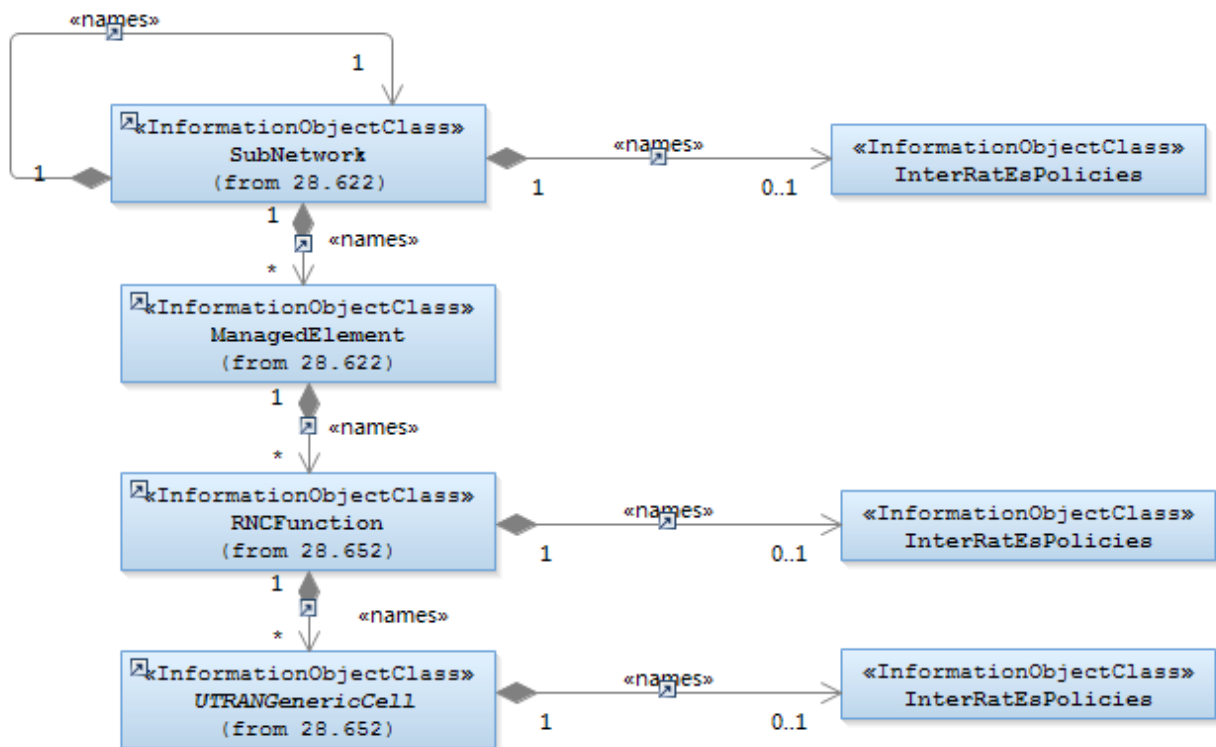 «names»
1
«InformationObjectClass»
SubNetwork
(from 28.622)
1
«names»
1
0..1
«InformationObjectClass»
InterRatEsPolicies
1
«names»
*
«InformationObjectClass»
ManagedElement
(from 28.622)
1
«names»
*
«InformationObjectClass»
RNCFunction
(from 28.652)
«names»
1
0..1
«InformationObjectClass»
InterRatEsPolicies
1
«names»
*
«InformationObjectClass»
UTRANGenericCell
(from 28.652)
«names»
1
0..1
«InformationObjectClass»
InterRatEsPolicies